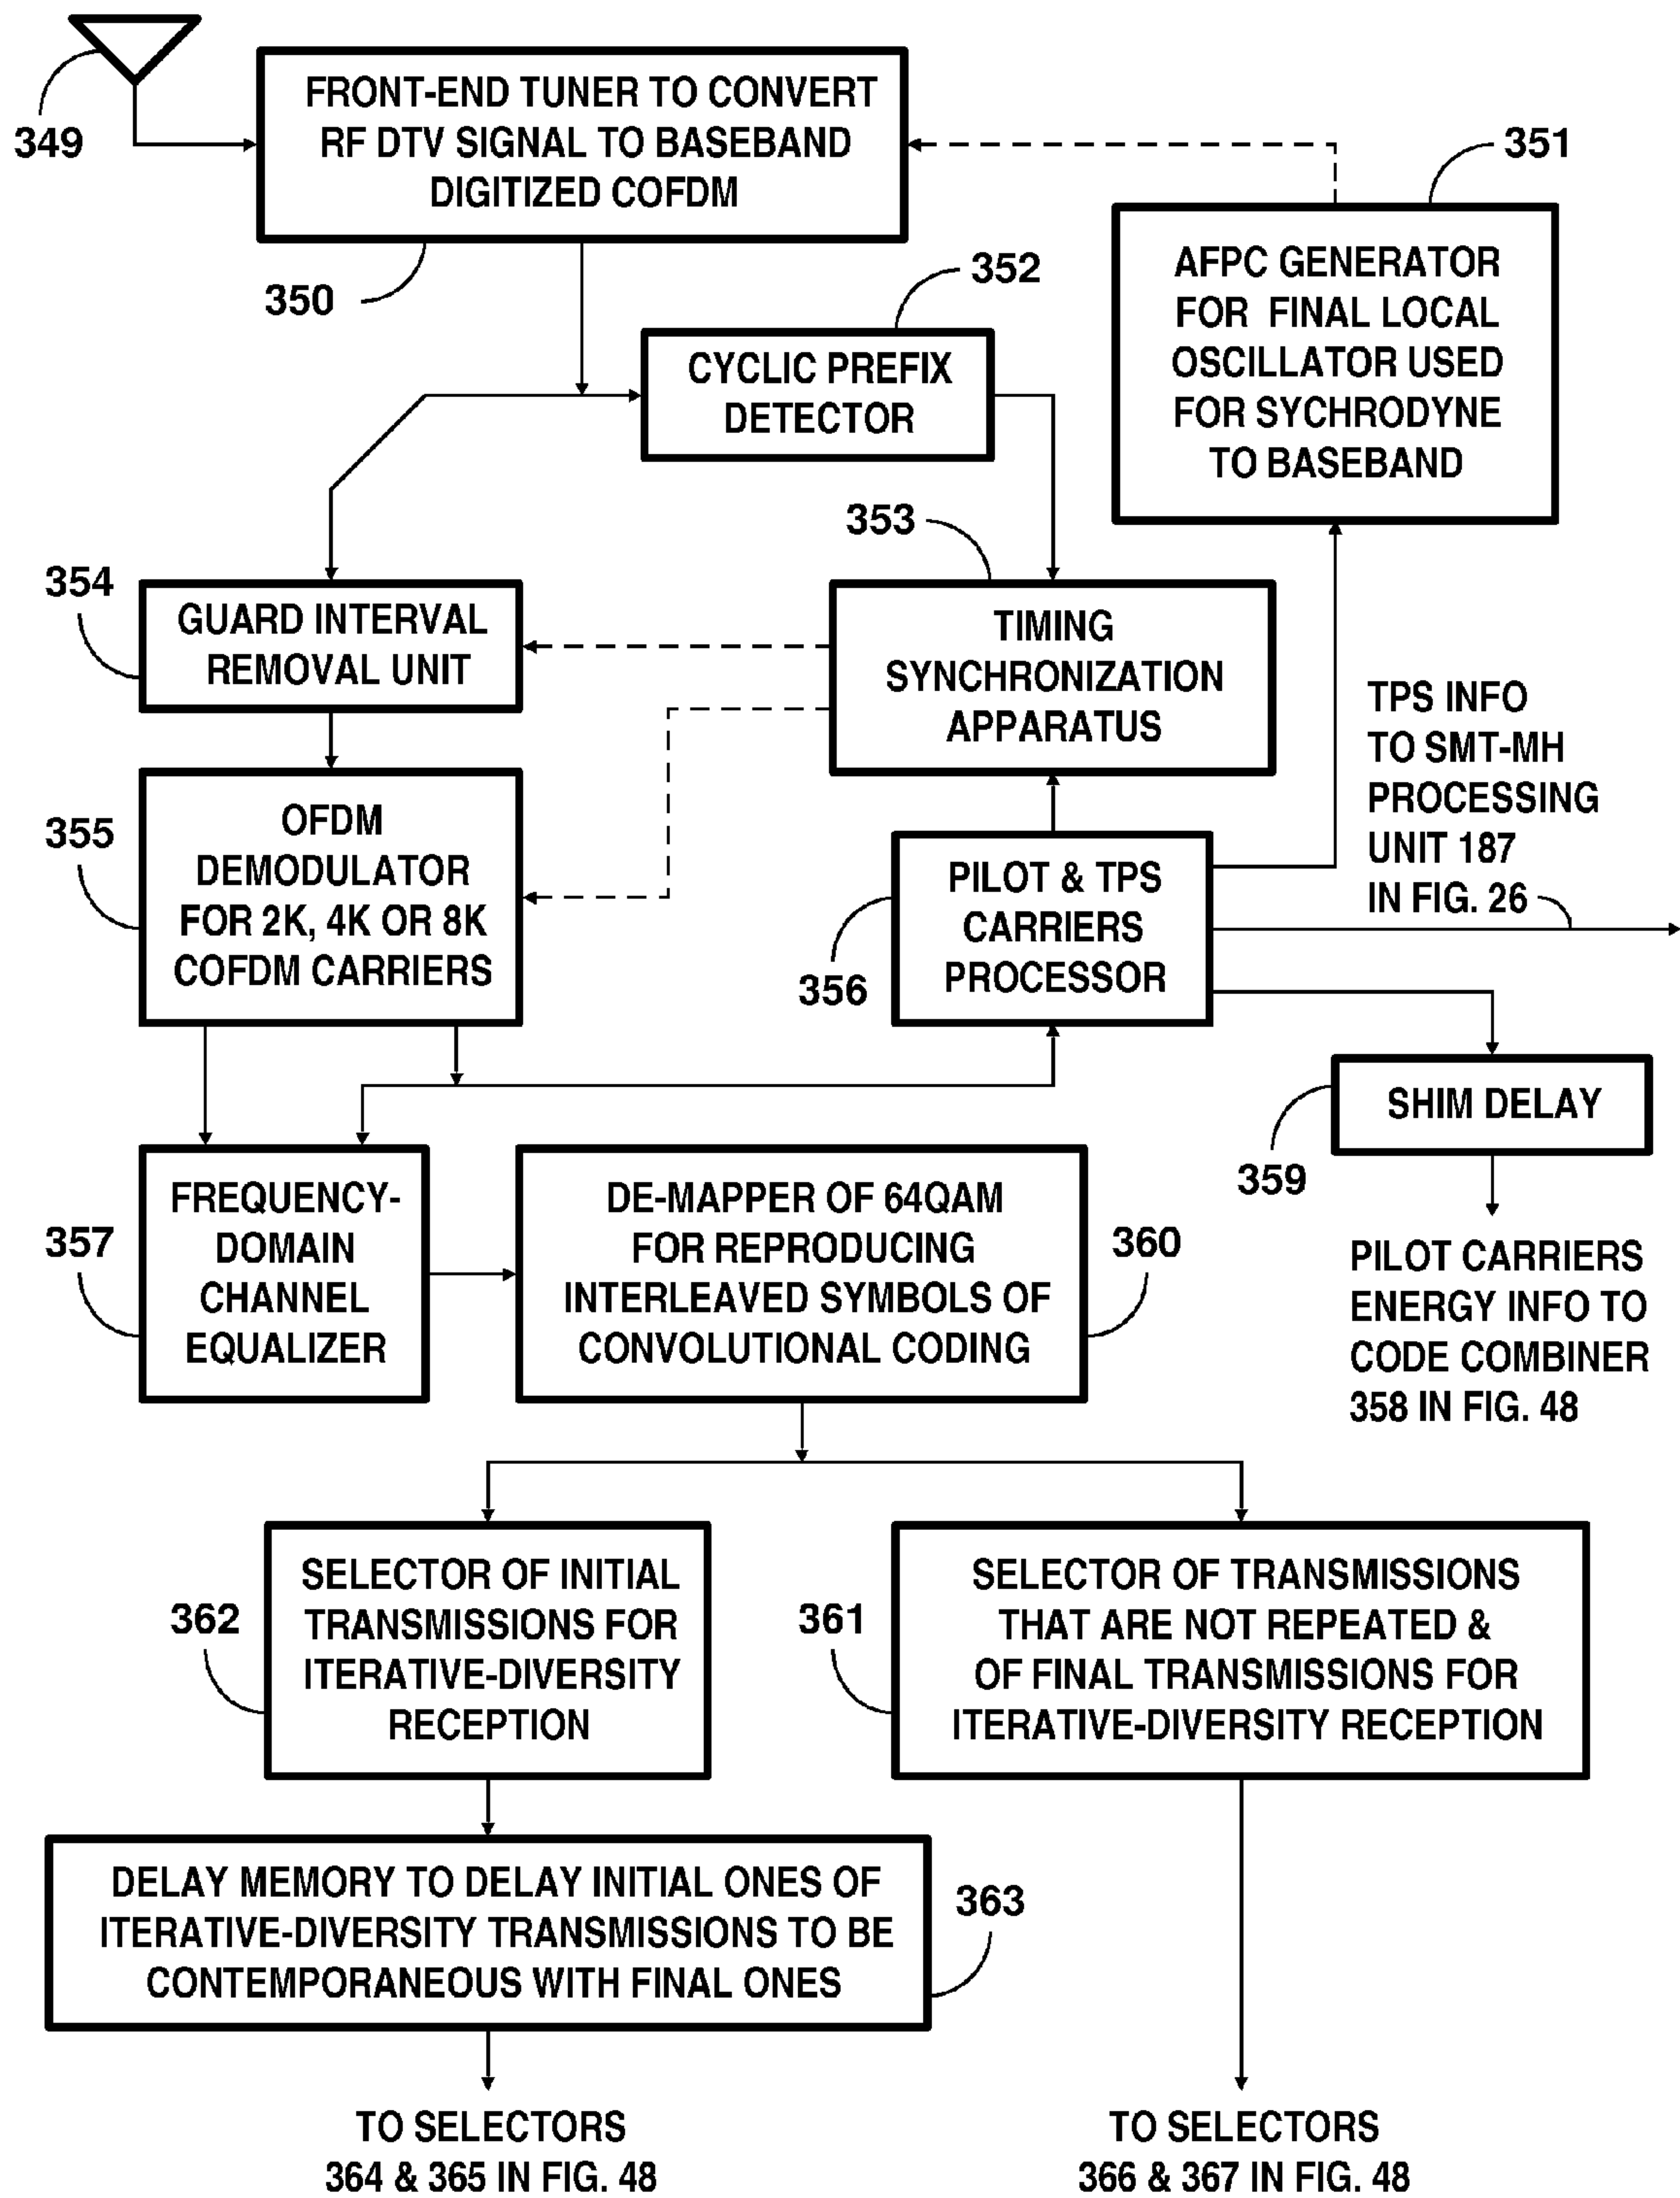 349
FRONT-END TUNER TO CONVERT
RF DTV SIGNAL TO BASEBAND
DIGITIZED COFDM
350
351
AFPC GENERATOR
FOR FINAL LOCAL
OSCILLATOR USED
FOR SYCHRODYNE
TO BASEBAND
352
CYCLIC PREFIX
DETECTOR
353
TIMING
SYNCHRONIZATION
APPARATUS
354
GUARD INTERVAL
REMOVAL UNIT
355
OFDM
DEMODULATOR
FOR 2K, 4K OR 8K
COFDM CARRIERS
356
PILOT & TPS
CARRIERS
PROCESSOR
TPS INFO
TO SMT-MH
PROCESSING
UNIT 187
IN FIG. 26
SHIM DELAY
359
PILOT CARRIERS
ENERGY INFO TO
CODE COMBINER
358 IN FIG. 48
357
FREQUENCY-
DOMAIN
CHANNEL
EQUALIZER
DE-MAPPER OF 64QAM
FOR REPRODUCING
INTERLEAVED SYMBOLS OF
CONVOLUTIONAL CODING
360
362
SELECTOR OF INITIAL
TRANSMISSIONS FOR
ITERATIVE-DIVERSITY
RECEPTION
361
SELECTOR OF TRANSMISSIONS
THAT ARE NOT REPEATED &
OF FINAL TRANSMISSIONS FOR
ITERATIVE-DIVERSITY RECEPTION
DELAY MEMORY TO DELAY INITIAL ONES OF
ITERATIVE-DIVERSITY TRANSMISSIONS TO BE
CONTEMPORANEOUS WITH FINAL ONES
363
TO SELECTORS
364 & 365 IN FIG. 48
TO SELECTORS
366 & 367 IN FIG. 48